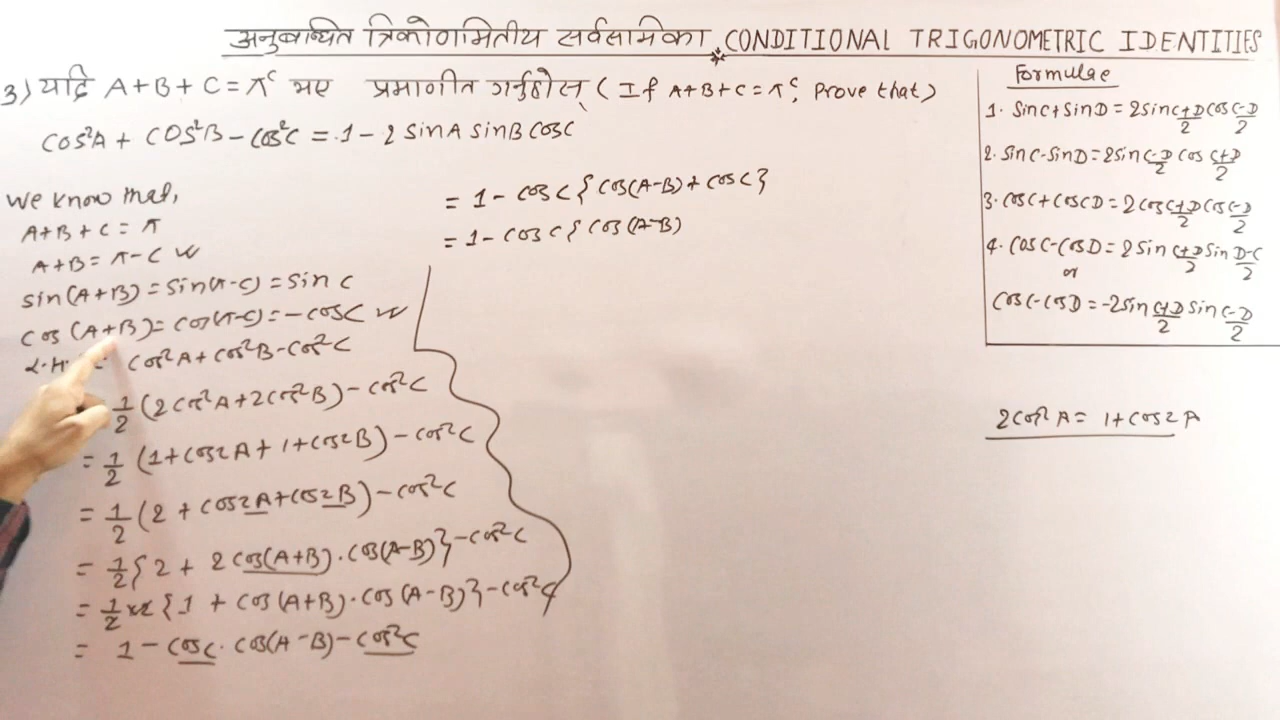 अनुबन्धित त्रिकोणमितीय सर्वसामिका CONDITIONAL TRIGONOMETRIC IDENTITIES
3) यदि A+B+C=π^c भए प्रमाणीत गर्नुहोस् (If A+B+C=π^c, Prove that)
cos²A + cos²B - cos²C = 1 - 2 sinA sinB cosC
We know that,
A+B+C = π
A+B = π-C
sin(A+B) = sin(π-C) = sin C
cos(A+B) = cos(π-C) = -cosC
L.H. cos²A + cos²B - cos²C
1/2 (2cos²A + 2cos²B) - cos²C
= 1/2 (1+cos2A + 1+cos2B) - cos²C
= 1/2 (2 + cos2A + cos2B) - cos²C
= 1/2 { 2 + 2 cos(A+B) . cos(A-B)} - cos²C
= 1/2 x2 {1 + cos(A+B) . cos(A-B)} - cos²C
= 1 - cosC . cos(A-B) - cos²C
= 1 - cosC { cos(A-B) + cosC }
= 1 - cosC { cos(A-B)
Formulae
1. sinC + sinD = 2sin C+D/2 cos C-D/2
2. sinC - sinD = 2sin C-D/2 cos C+D/2
3. cosC + cosCD = 2cos C+D/2 cos C-D/2
4. cosC - cosD = 2sin C+D/2 sin D-C/2
or
cosC - cosD = -2sin C+D/2 sin C-D/2
2cos²A = 1+cos2A